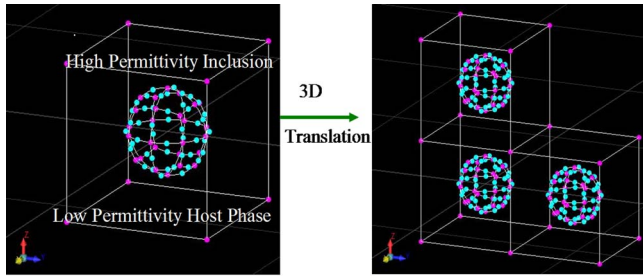 High Permittivity Inclusion
3D
Translation
Low Permittivity Host Phase